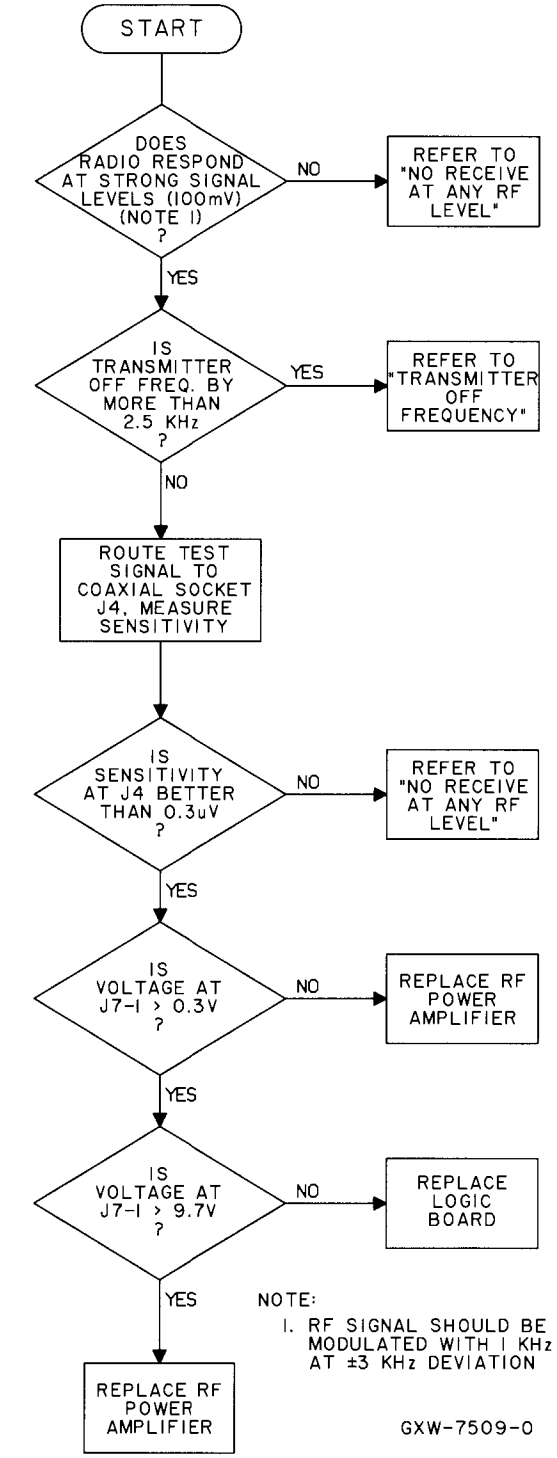 START
DOES
RADIO RESPOND
AT STRONG SIGNAL
LEVELS (100mV)
(NOTE 1)
?
NO
REFER TO
"NO RECEIVE
AT ANY RF
LEVEL"
YES
IS
TRANSMITTER
OFF FREQ. BY
MORE THAN
2.5 KHz
?
YES
REFER TO
"TRANSMITTER
OFF
FREQUENCY"
NO
ROUTE TEST
SIGNAL TO
COAXIAL SOCKET
J4, MEASURE
SENSITIVITY
IS
SENSITIVITY
AT J4 BETTER
THAN 0.3uV
?
NO
REFER TO
"NO RECEIVE
AT ANY RF
LEVEL"
YES
IS
VOLTAGE AT
J7-1 > 0.3V
?
NO
REPLACE RF
POWER
AMPLIFIER
YES
IS
VOLTAGE AT
J7-1 > 9.7V
?
NO
REPLACE
LOGIC
BOARD
YES
REPLACE RF
POWER
AMPLIFIER
NOTE:
1. RF SIGNAL SHOULD BE
MODULATED WITH 1 KHz
AT ±3 KHz DEVIATION
GXW-7509-0